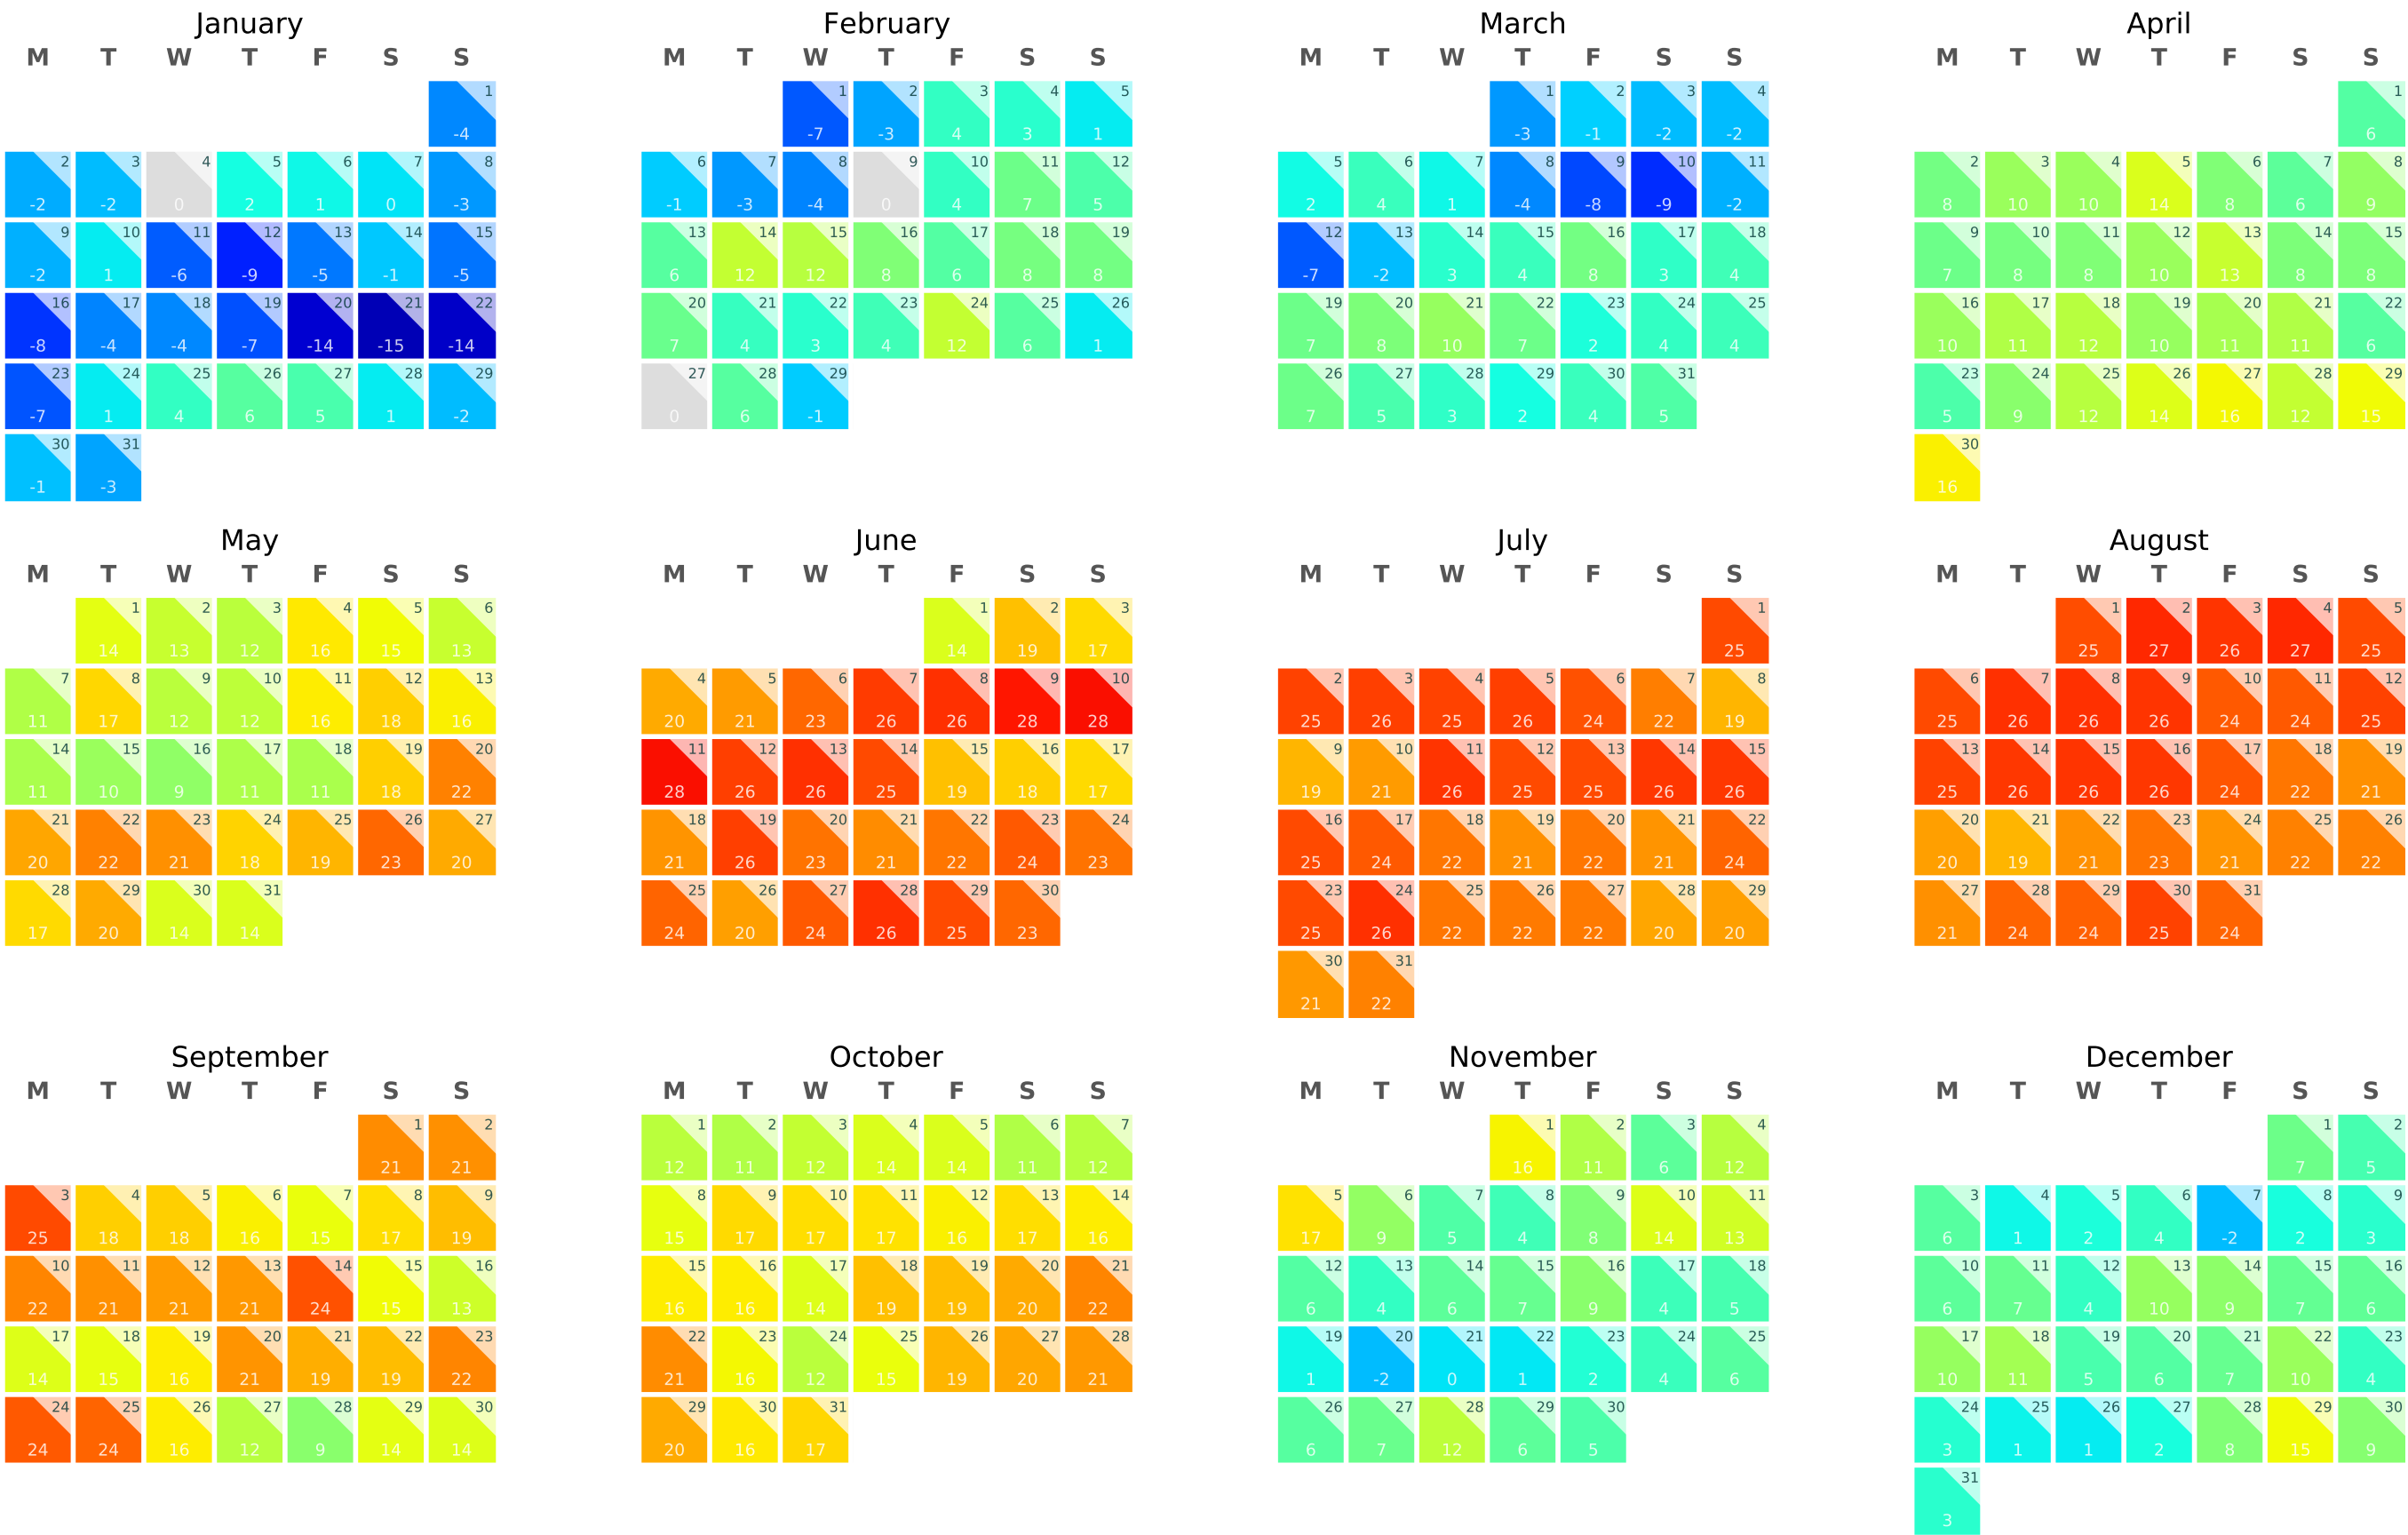 January February March April
M T W T F S S M T W T F S S M T W T F S S M T W T F S S
1 1 2 3 4 5 1 2 3 4 1
-4 -7 -3 4 3 1 -3 -1 -2 -2 6
2 3 4 5 6 7 8 6 7 8 9 10 11 12 5 6 7 8 9 10 11 2 3 4 5 6 7 8
-2 -2 0 2 1 0 -3 -1 -3 -4 0 4 7 5 2 4 1 -4 -8 -9 -2 8 10 10 14 8 6 9
9 10 11 12 13 14 15 13 14 15 16 17 18 19 12 13 14 15 16 17 18 9 10 11 12 13 14 15
-2 1 -6 -9 -5 -1 -5 6 12 12 8 6 8 8 -7 -2 3 4 8 3 4 7 8 8 10 13 8 8
16 17 18 19 20 21 22 20 21 22 23 24 25 26 19 20 21 22 23 24 25 16 17 18 19 20 21 22
-8 -4 -4 -7 -14 -15 -14 7 4 3 4 12 6 1 7 8 10 7 2 4 4 10 11 12 10 11 11 6
23 24 25 26 27 28 29 27 28 29 26 27 28 29 30 31 23 24 25 26 27 28 29
-7 1 4 6 5 1 -2 0 6 -1 7 5 3 2 4 5 5 9 12 14 16 12 15
30 31 30
-1 -3 16
May June July August
M T W T F S S M T W T F S S M T W T F S S M T W T F S S
1 2 3 4 5 6 1 2 3 1 1 2 3 4 5
14 13 12 16 15 13 14 19 17 25 25 27 26 27 25
7 8 9 10 11 12 13 4 5 6 7 8 9 10 2 3 4 5 6 7 8 6 7 8 9 10 11 12
11 17 12 12 16 18 16 20 21 23 26 26 28 28 25 26 25 26 24 22 19 25 26 26 26 24 24 25
14 15 16 17 18 19 20 11 12 13 14 15 16 17 9 10 11 12 13 14 15 13 14 15 16 17 18 19
11 10 9 11 11 18 22 28 26 26 25 19 18 17 19 21 26 25 25 26 26 25 26 26 26 24 22 21
21 22 23 24 25 26 27 18 19 20 21 22 23 24 16 17 18 19 20 21 22 20 21 22 23 24 25 26
20 22 21 18 19 23 20 21 26 23 21 22 24 23 25 24 22 21 22 21 24 20 19 21 23 21 22 22
28 29 30 31 25 26 27 28 29 30 23 24 25 26 27 28 29 27 28 29 30 31
17 20 14 14 24 20 24 26 25 23 25 26 22 22 22 20 20 21 24 24 25 24
30 31
21 22
September October November December
M T W T F S S M T W T F S S M T W T F S S M T W T F S S
1 2 1 2 3 4 5 6 7 1 2 3 4 1 2
21 21 12 11 12 14 14 11 12 16 11 6 12 7 5
3 4 5 6 7 8 9 8 9 10 11 12 13 14 5 6 7 8 9 10 11 3 4 5 6 7 8 9
25 18 18 16 15 17 19 15 17 17 17 16 17 16 17 9 5 4 8 14 13 6 1 2 4 -2 2 3
10 11 12 13 14 15 16 15 16 17 18 19 20 21 12 13 14 15 16 17 18 10 11 12 13 14 15 16
22 21 21 21 24 15 13 16 16 14 19 19 20 22 6 4 6 7 9 4 5 6 7 4 10 9 7 6
17 18 19 20 21 22 23 22 23 24 25 26 27 28 19 20 21 22 23 24 25 17 18 19 20 21 22 23
14 15 16 21 19 19 22 21 16 12 15 19 20 21 1 -2 0 1 2 4 6 10 11 5 6 7 10 4
24 25 26 27 28 29 30 29 30 31 26 27 28 29 30 24 25 26 27 28 29 30
24 24 16 12 9 14 14 20 16 17 6 7 12 6 5 3 1 1 2 8 15 9
31
3